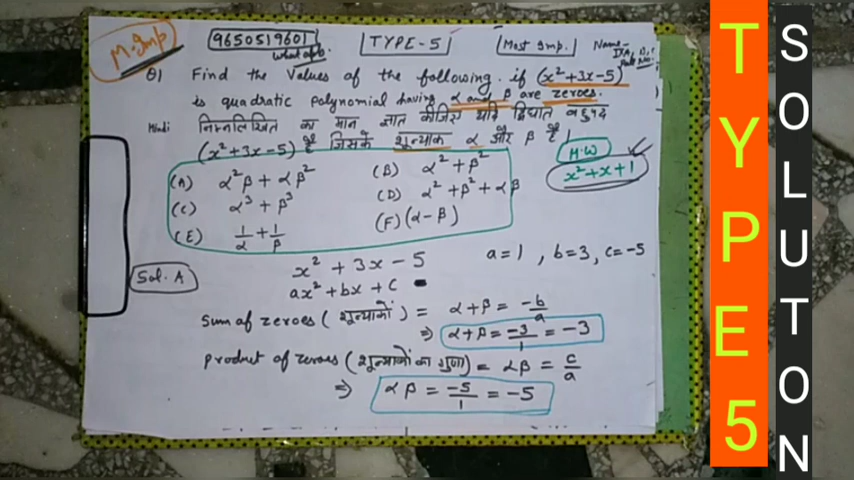 M. Imp
9650519601
whatsapp
TYPE-5
Most Imp.
Name-
Q1 Find the Values of the following. if (x²+3x-5)
is quadratic polynomial having α and β are zeroes.
Hindi निम्नलिखित का मान ज्ञात कीजिए यदि द्विघात बहुपद
(x²+3x-5) है जिसके शून्यांक α और β हैं।
H.W
x²+x+1
(A) α²β + αβ²
(B) α²+β²
(C) α³+β³
(D) α²+β²+αβ
(E) 1/α + 1/β
(F) (α-β)
Sol. A
x² + 3x - 5
a=1, b=3, c=-5
ax²+bx+c
Sum of zeroes (शून्यांकों) = α+β = -b/a
⇒ α+β = -3/1 = -3
Product of zeroes (शून्यांकों का गुणा) = αβ = c/a
⇒ αβ = -5/1 = -5
TYPE 5
SOLUTON